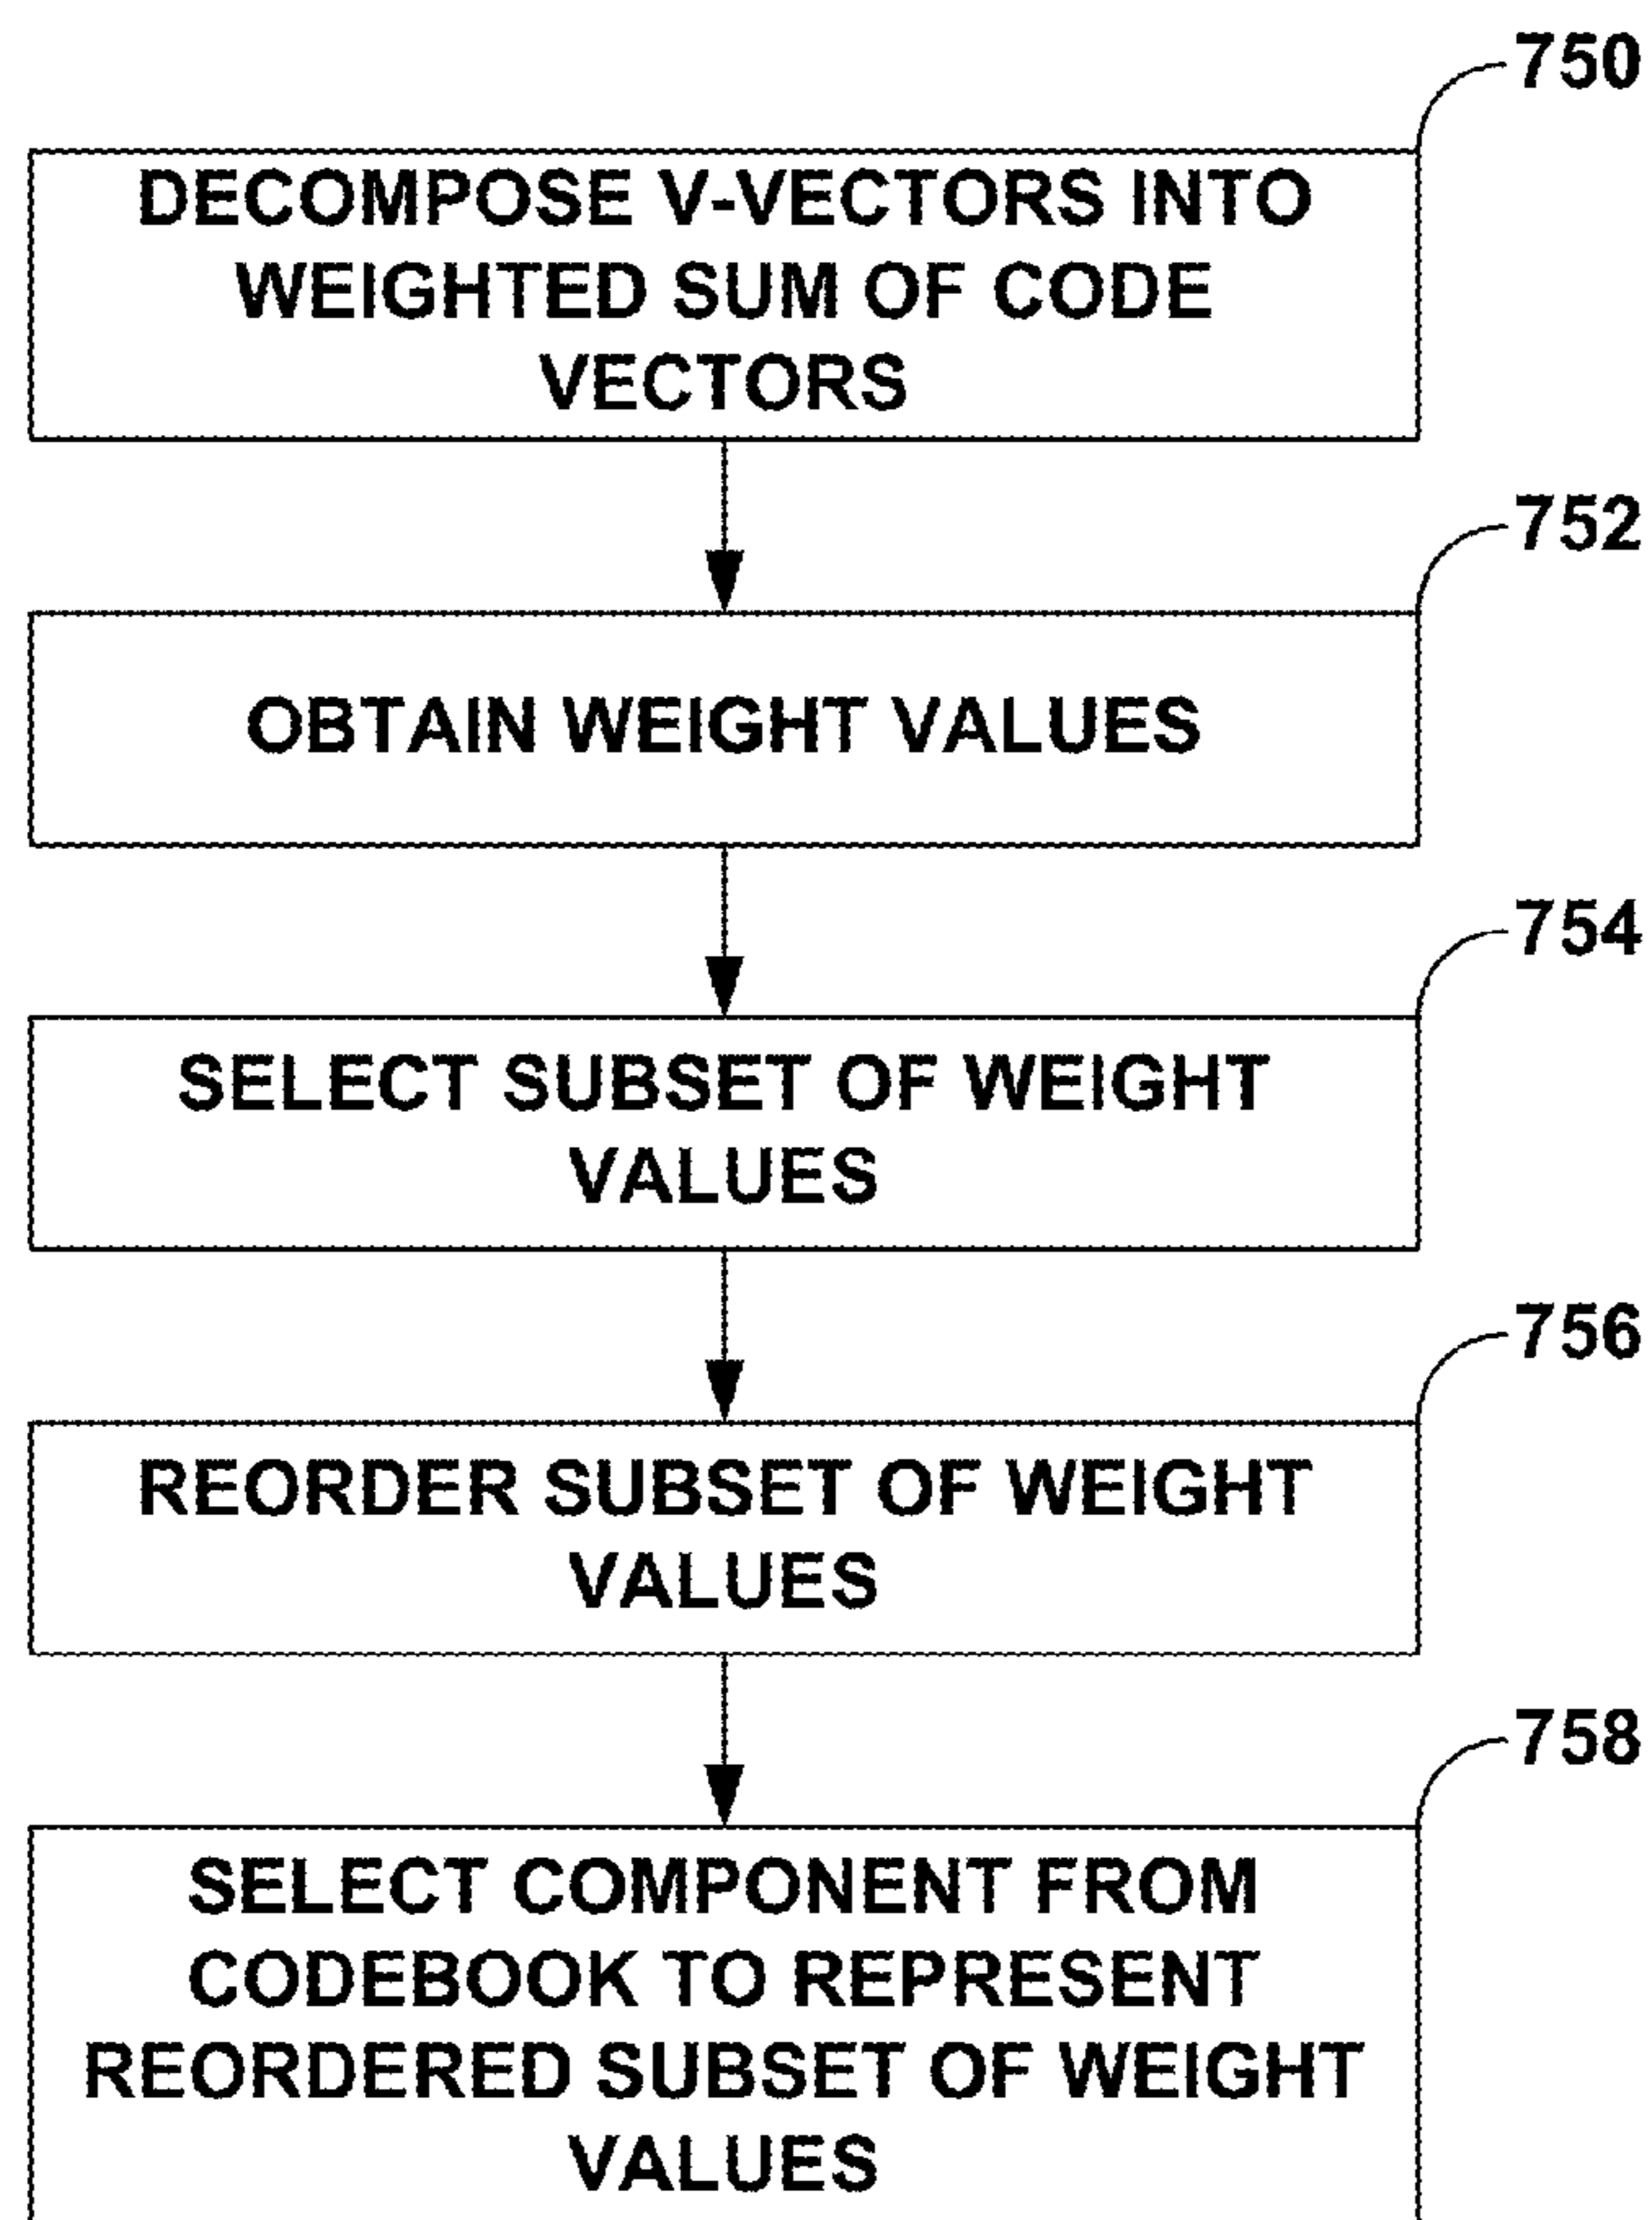 750
DECOMPOSE V-VECTORS INTO
WEIGHTED SUM OF CODE
VECTORS
752
OBTAIN WEIGHT VALUES
754
SELECT SUBSET OF WEIGHT
VALUES
756
REORDER SUBSET OF WEIGHT
VALUES
758
SELECT COMPONENT FROM
CODEBOOK TO REPRESENT
REORDERED SUBSET OF WEIGHT
VALUES